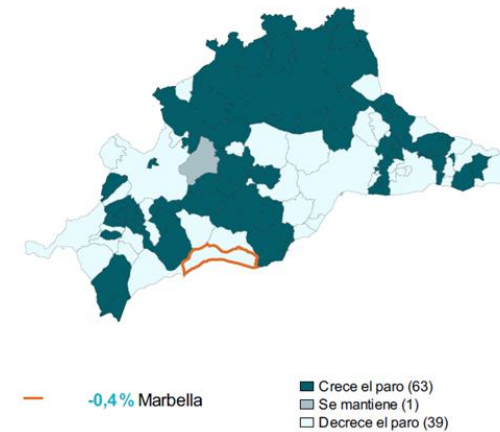 -0,4% Marbella
Crece el paro (63)
Se mantiene (1)
Decrece el paro (39)